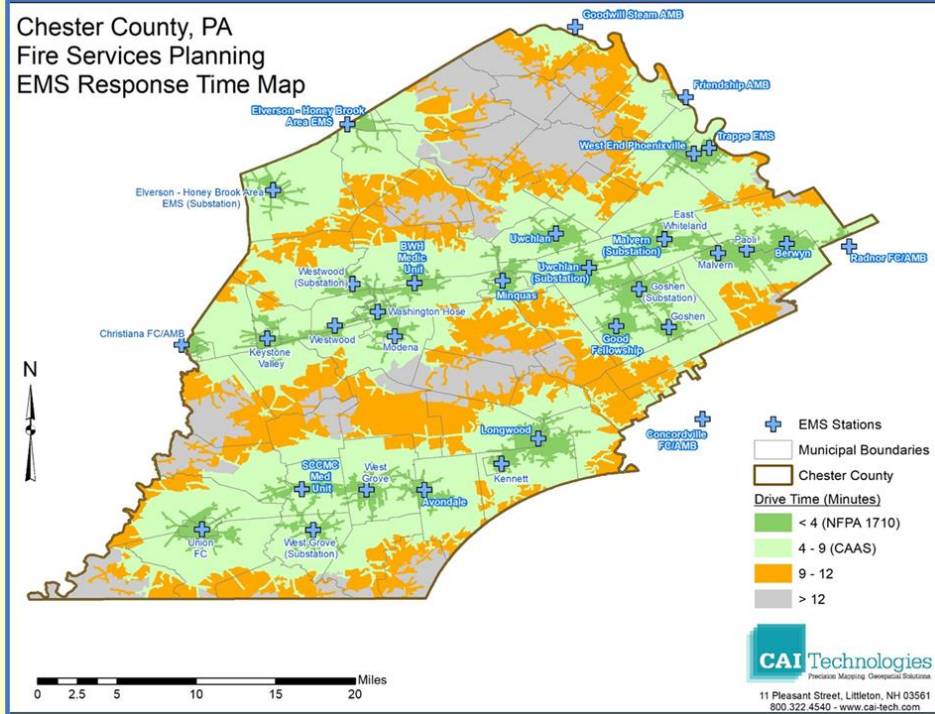 Chester County, PA
Fire Services Planning
EMS Response Time Map
Goodwill Steam AMB
Friendship AMB
Elverson - Honey Brook
Area EMS
Trappe EMS
West End Phoenixville
Elverson - Honey Brook Area
EMS (Substation)
East
Whiteland
Uwchlan
Malvern
(Substation)
Paoli
BWH
Medic
Unit
Berwyn
Radnor FC/AMB
Malvern
Westwood
(Substation)
Uwchlan
(Substation)
Minquas
Goshen
(Substation)
Washington Hose
Christiana FC/AMB
Keystone
Valley
Westwood
Modena
Goshen
Good
Fellowship
N
Longwood
Concordville
FC/AMB
SCCMC
Med
Unit
West
Grove
Kennett
Avondale
Union
FC
West Grove
(Substation)
EMS Stations
Municipal Boundaries
Chester County
Drive Time (Minutes)
< 4 (NFPA 1710)
4 - 9 (CAAS)
9 - 12
> 12
Miles
0 2.5 5 10 15 20
CAI Technologies
Precision Mapping. Geospatial Solutions.
11 Pleasant Street, Littleton, NH 03561
800.322.4540 - www.cai-tech.com